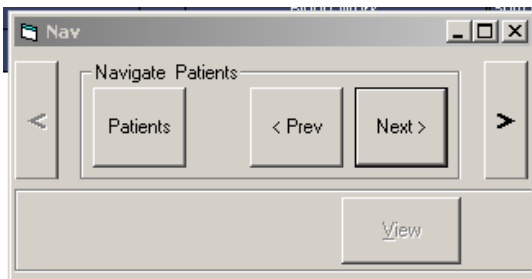 Nav
Navigate Patients
<
Patients
< Prev
Next >
>
View